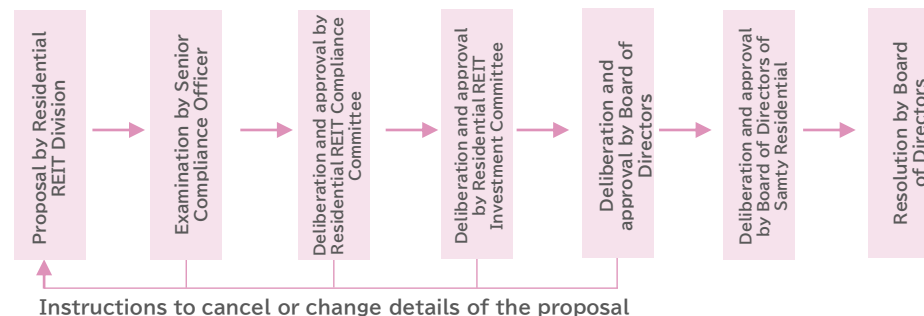 Proposal by Residential
REIT Division
Examination by Senior
Compliance Officer
Deliberation and approval by
Residential REIT Compliance
Committee
Deliberation and approval
by Residential REIT
Investment Committee
Deliberation and
approval by Board of
Directors
Deliberation and approval
by Board of Directors of
Samty Residential
Resolution by Board
of Directors
Instructions to cancel or change details of the proposal